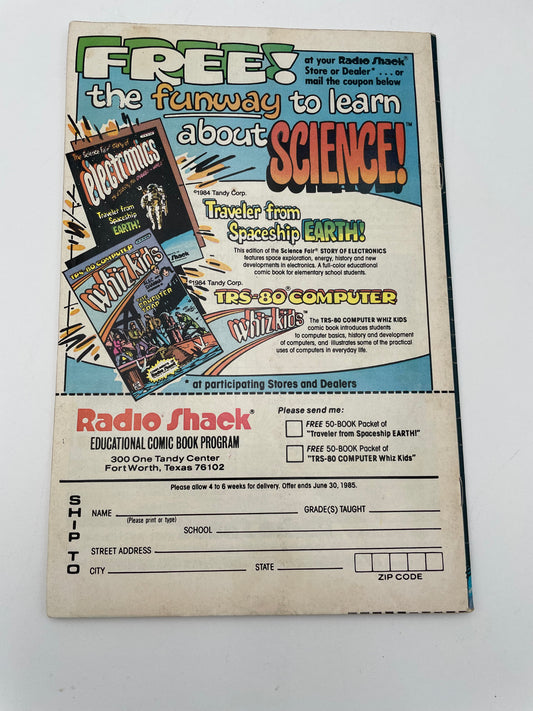 FREE!
at your Radio Shack®
Store or Dealer* . . . or
mail the coupon below
the funway to learn
about SCIENCE!™
The Science Fair® Story of
electronics
Traveler from
Spaceship
EARTH!
Radio Shack
©1984 Tandy Corp.
Traveler from
Spaceship EARTH!
This edition of the Science Fair® STORY OF ELECTRONICS
features space exploration, energy, history and new
developments in electronics. A full-color educational
comic book for elementary school students.
TRS-80 COMPUTER
Whiz Kids
©1984 Tandy Corp.
TRS-80® COMPUTER
Whiz Kids
The TRS-80 COMPUTER WHIZ KIDS
comic book introduces students
to computer basics, history and development
of computers, and illustrates some of the practical
uses of computers in everyday life.
* at participating Stores and Dealers
Radio Shack®
EDUCATIONAL COMIC BOOK PROGRAM
300 One Tandy Center
Fort Worth, Texas 76102
Please send me:
FREE 50-BOOK Packet of
"Traveler from Spaceship EARTH!"
FREE 50-BOOK Packet of
"TRS-80 COMPUTER Whiz Kids"
Please allow 4 to 6 weeks for delivery. Offer ends June 30, 1985.
SHIP TO
NAME
GRADE(S) TAUGHT
(Please print or type)
SCHOOL
STREET ADDRESS
CITY
STATE
ZIP CODE